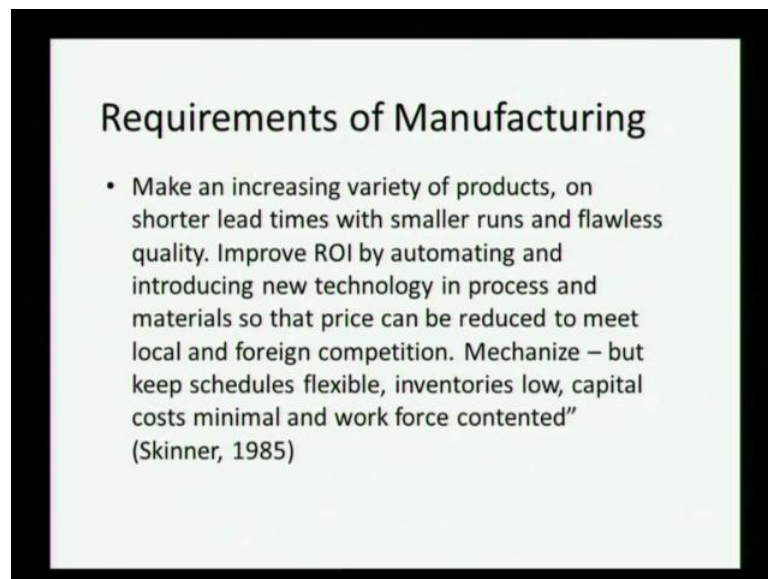 Requirements of Manufacturing
• Make an increasing variety of products, on
shorter lead times with smaller runs and flawless
quality. Improve ROI by automating and
introducing new technology in process and
materials so that price can be reduced to meet
local and foreign competition. Mechanize – but
keep schedules flexible, inventories low, capital
costs minimal and work force contented”
(Skinner, 1985)